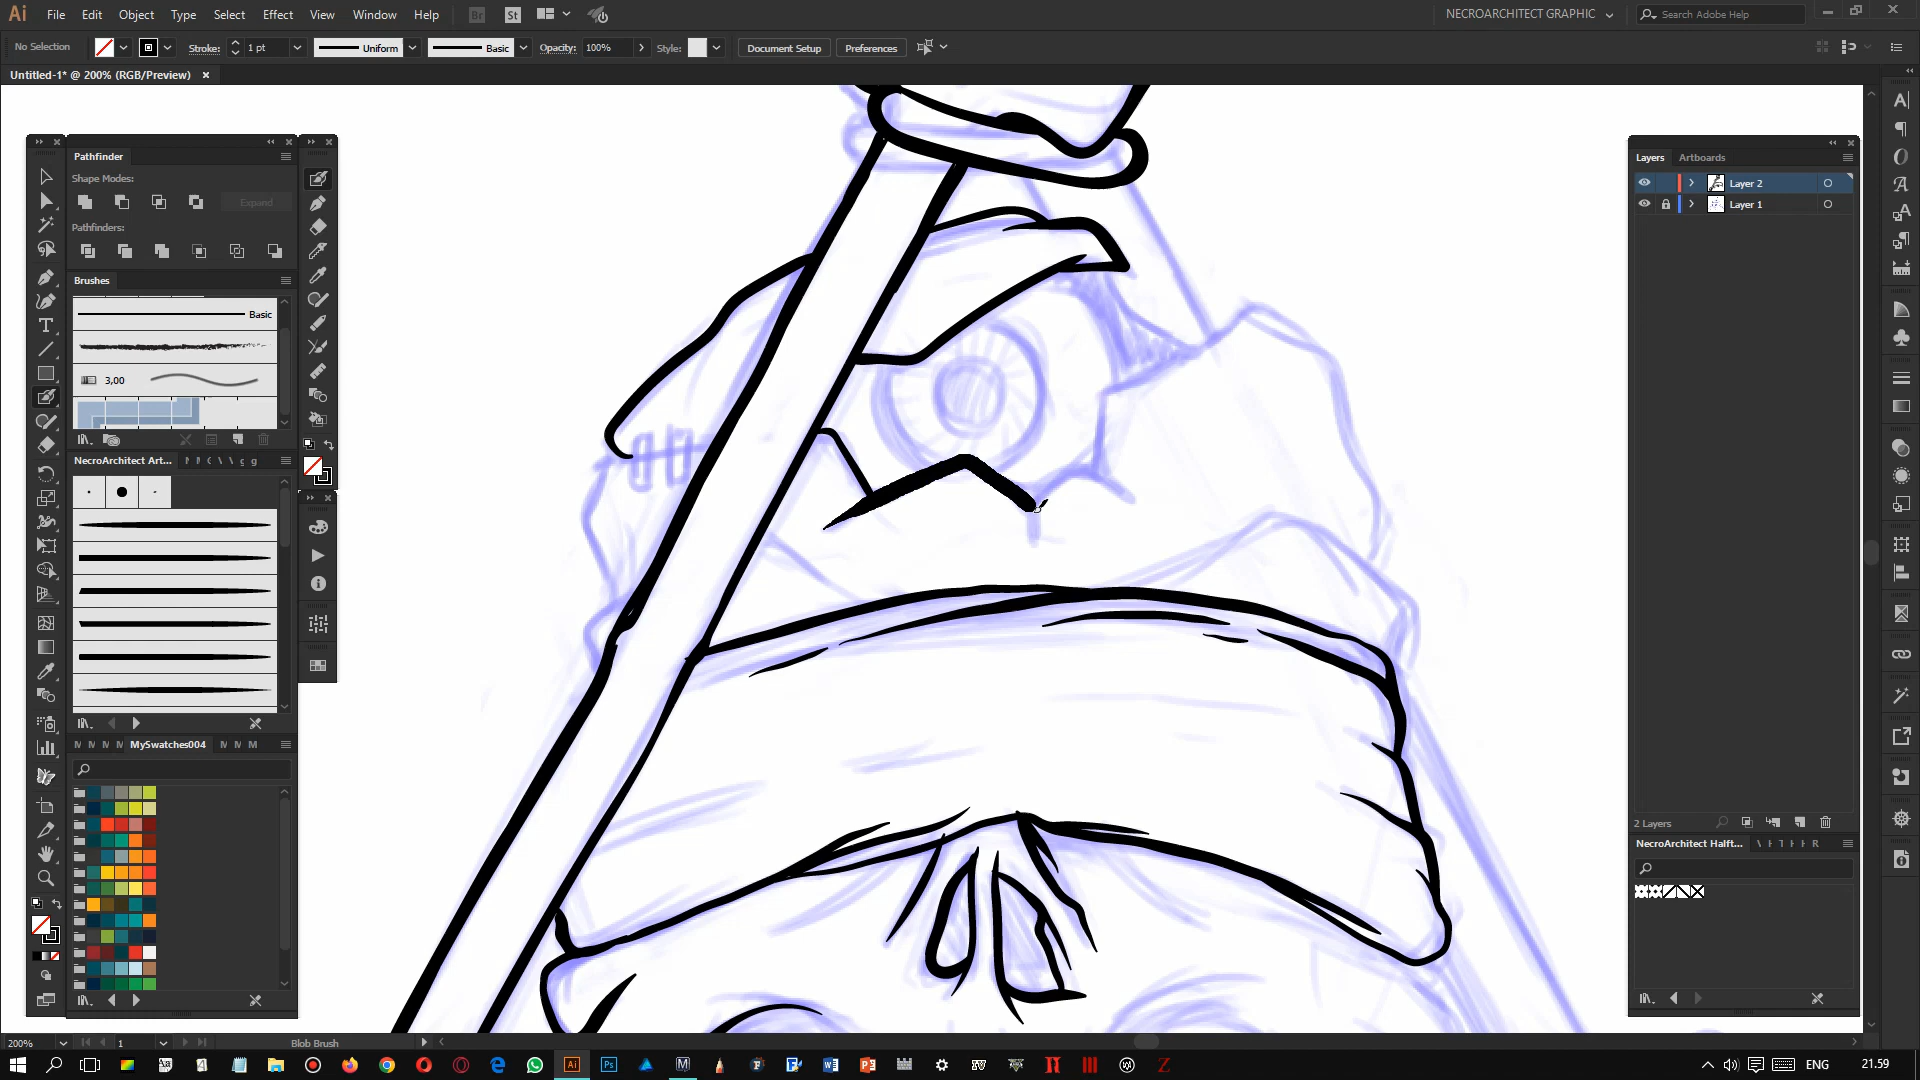 Ai File Edit Object Type Select Effect View Window Help Br St NECROARCHITECT GRAPHIC Search Adobe Help
No Selection Stroke: 1 pt Uniform Basic Opacity: 100% Style: Document Setup Preferences
Untitled-1* @ 200% (RGB/Preview)
Pathfinder
Shape Modes:
Expand
Pathfinders:
Brushes
Basic
3,00
NecroArchitect Art...
MySwatches004
Layers Artboards
Layer 2
Layer 1
2 Layers
NecroArchitect Halft...
200% 1 Blob Brush
ENG 21.59